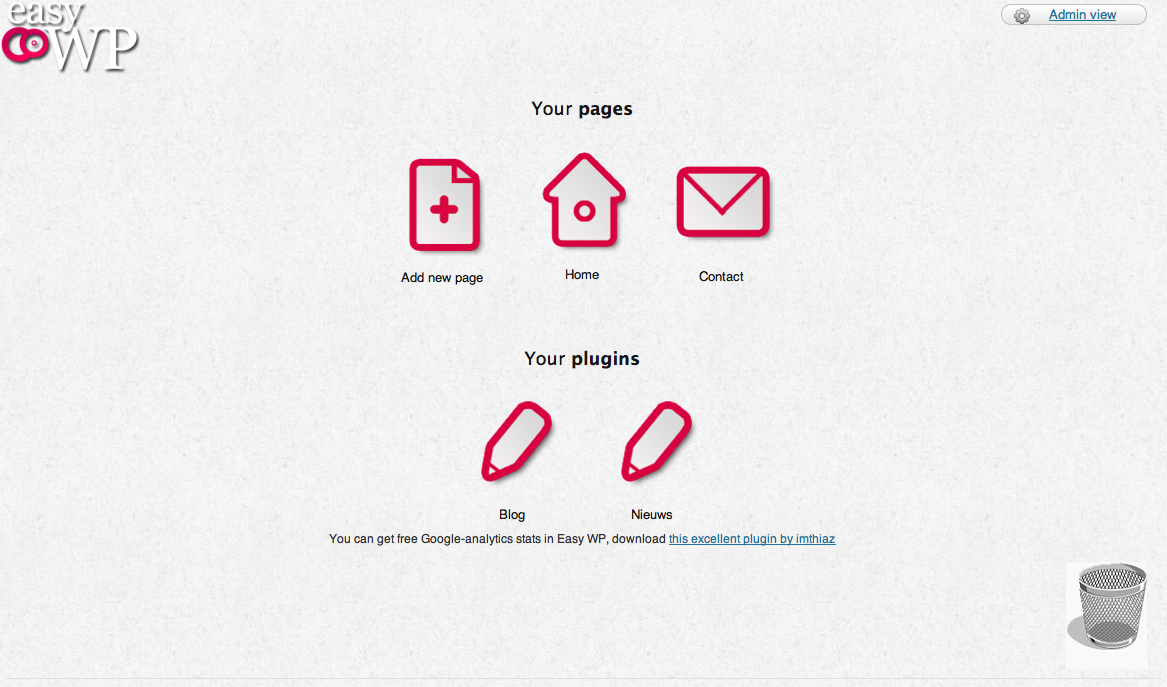 easy
WP
Admin view
Your pages
Add new page
Home
Contact
Your plugins
Blog
Nieuws
You can get free Google-analytics stats in Easy WP, download this excellent plugin by imthiaz